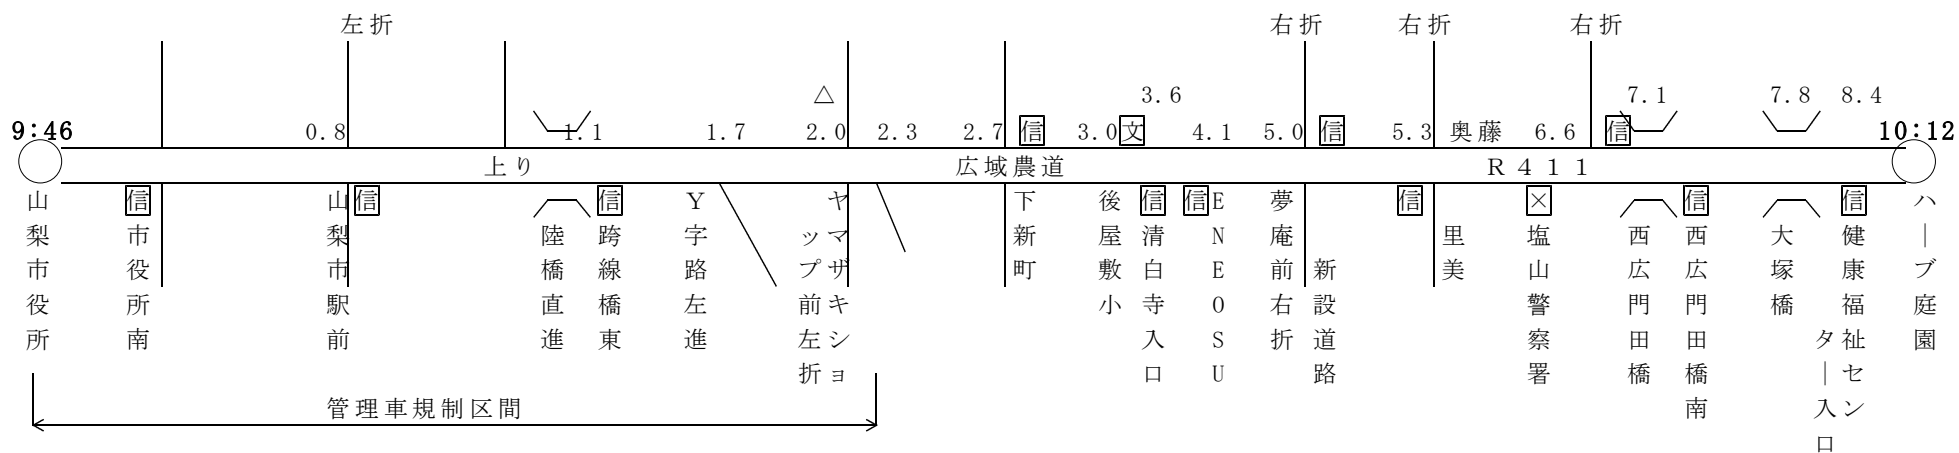 左折
右折
右折
右折
△
3.6
7.1
7.8
8.4
9:46
0.8
1.1
1.7
2.0
2.3
2.7
信
3.0
文
4.1
5.0
信
5.3
奥藤
6.6
信
10:12
上り
広域農道
R411
山梨市役所
信
市役所南
山梨市駅前
信
陸橋直進
信
跨線橋東
Y字路左進
ヤマザキショ
ップ前左折
下新町
後屋敷小
信
清白寺入口
信
ENEOSU
夢庵前右折
新設道路
信
里美
×
塩山警察署
西広門田橋
信
西広門田橋南
大塚橋
信
健康福祉セン
ター入口
ハーブ庭園
管理車規制区間